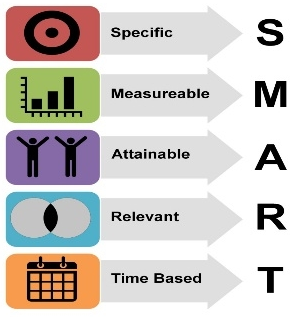 Specific S
Measureable M
Attainable A
Relevant R
Time Based T